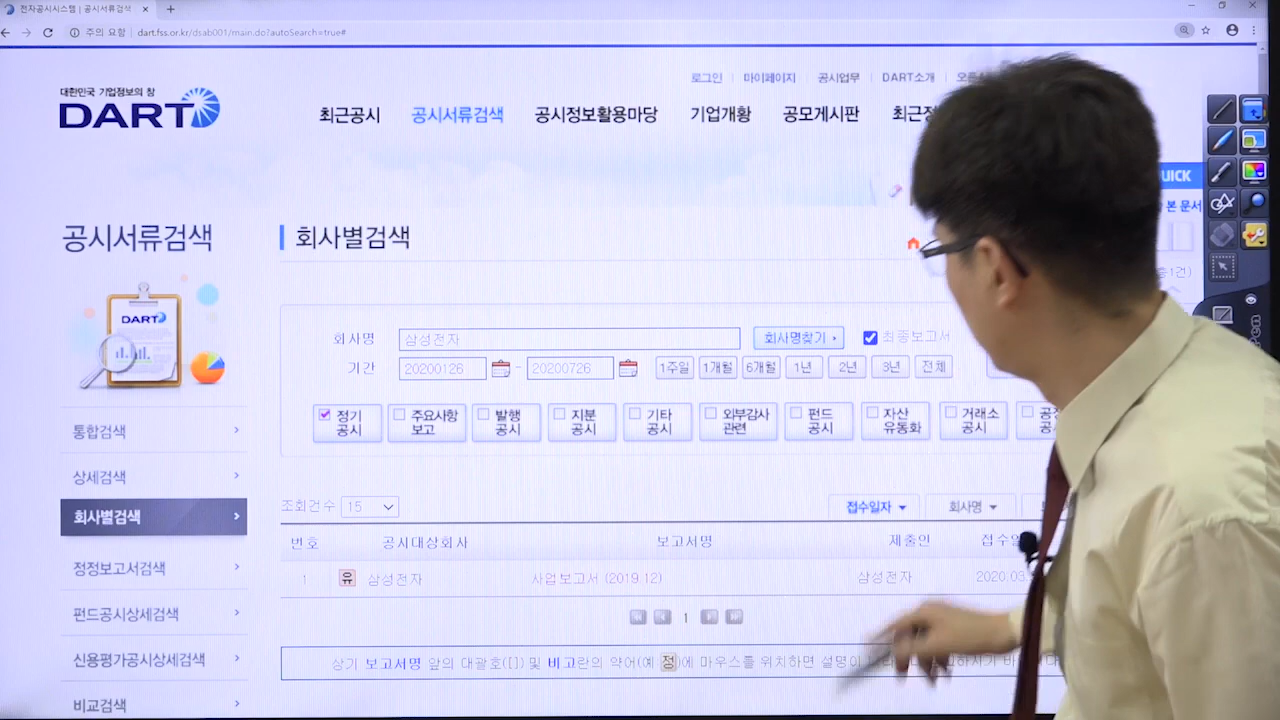 전자공시시스템 | 공시서류검색
주의 요함 | dart.fss.or.kr/dsab001/main.do?autoSearch=true#
로그인 마이페이지 공시업무 DART소개
대한민국 기업정보의 창
DART
최근공시 공시서류검색 공시정보활용마당 기업개황 공모게시판
UICK
본 문서
공시서류검색
회사별검색
DART
회사명 삼성전자 회사명찾기 최종보고서
기간 20200126 - 20200726 1주일 1개월 6개월 1년 2년 3년 전체
정기공시 주요사항보고 발행공시 지분공시 기타공시 외부감사관련 펀드공시 자산유동화 거래소공시
통합검색
상세검색
회사별검색
정정보고서검색
펀드공시상세검색
신용평가공시상세검색
비교검색
조회건수 15 접수일자 회사명
번호 공시대상회사 보고서명 제출인
1 유 삼성전자 사업보고서 (2019.12) 삼성전자
1
상기 보고서명 앞의 대괄호([]) 및 비고란의 약어(예 정)에 마우스를 위치하면 설명이